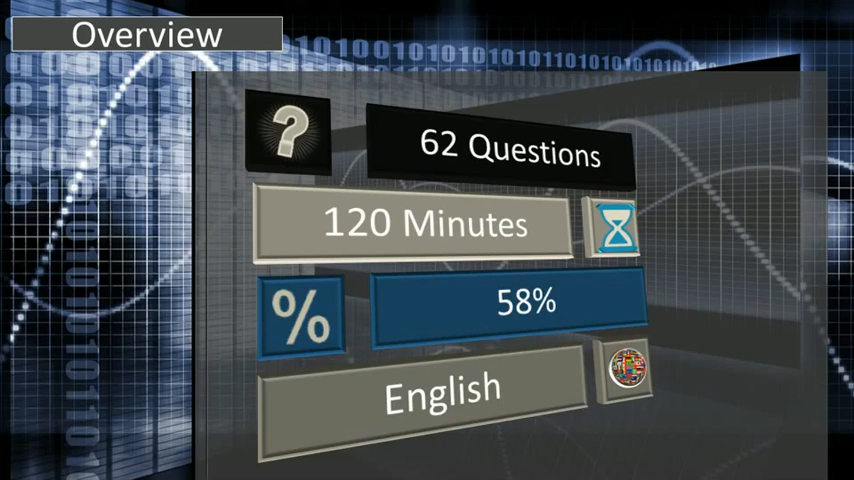 Overview
?
62 Questions
120 Minutes
%
58%
English